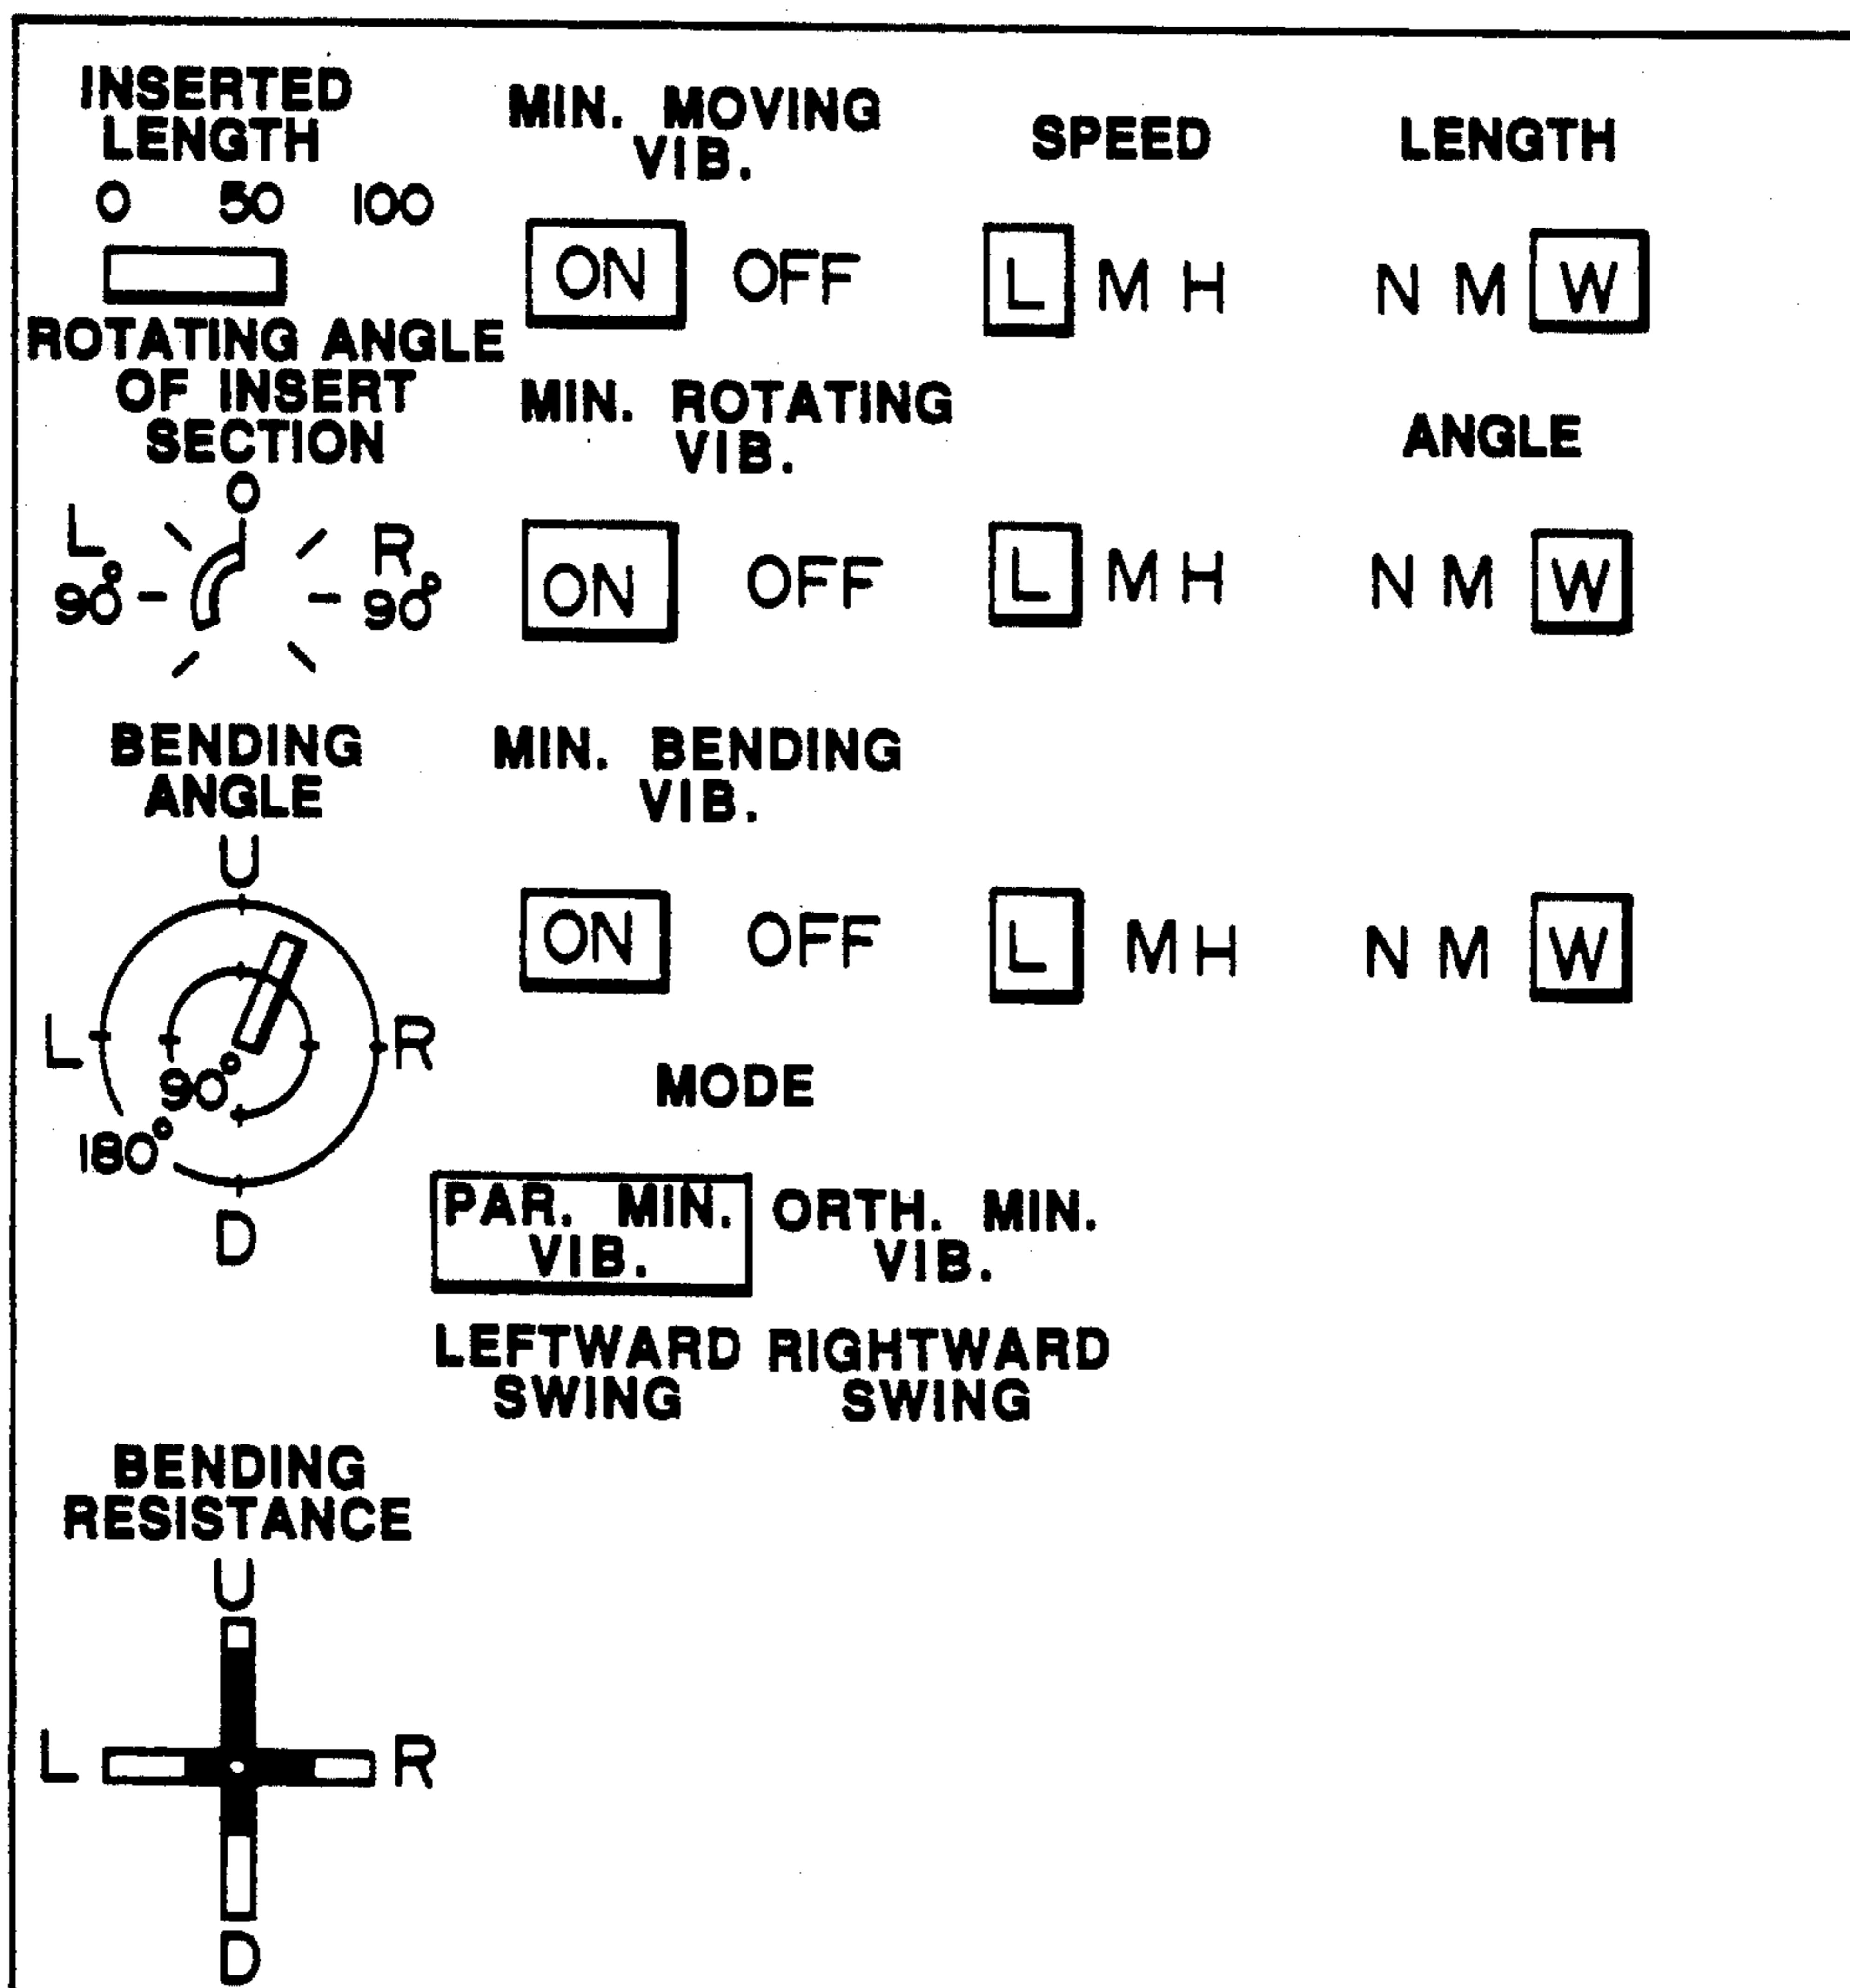 INSERTED
LENGTH
MIN. MOVING
VIB.
SPEED
LENGTH
0 50 100
ON OFF
L M H
N M W
ROTATING ANGLE
OF INSERT
SECTION
MIN. ROTATING
VIB.
ANGLE
0
L
90°
R
90°
ON OFF
L M H
N M W
BENDING
ANGLE
MIN. BENDING
VIB.
U
L
R
90°
180°
D
ON OFF
L M H
N M W
MODE
PAR. MIN.
VIB.
ORTH. MIN.
VIB.
LEFTWARD
SWING
RIGHTWARD
SWING
BENDING
RESISTANCE
U
L
R
D